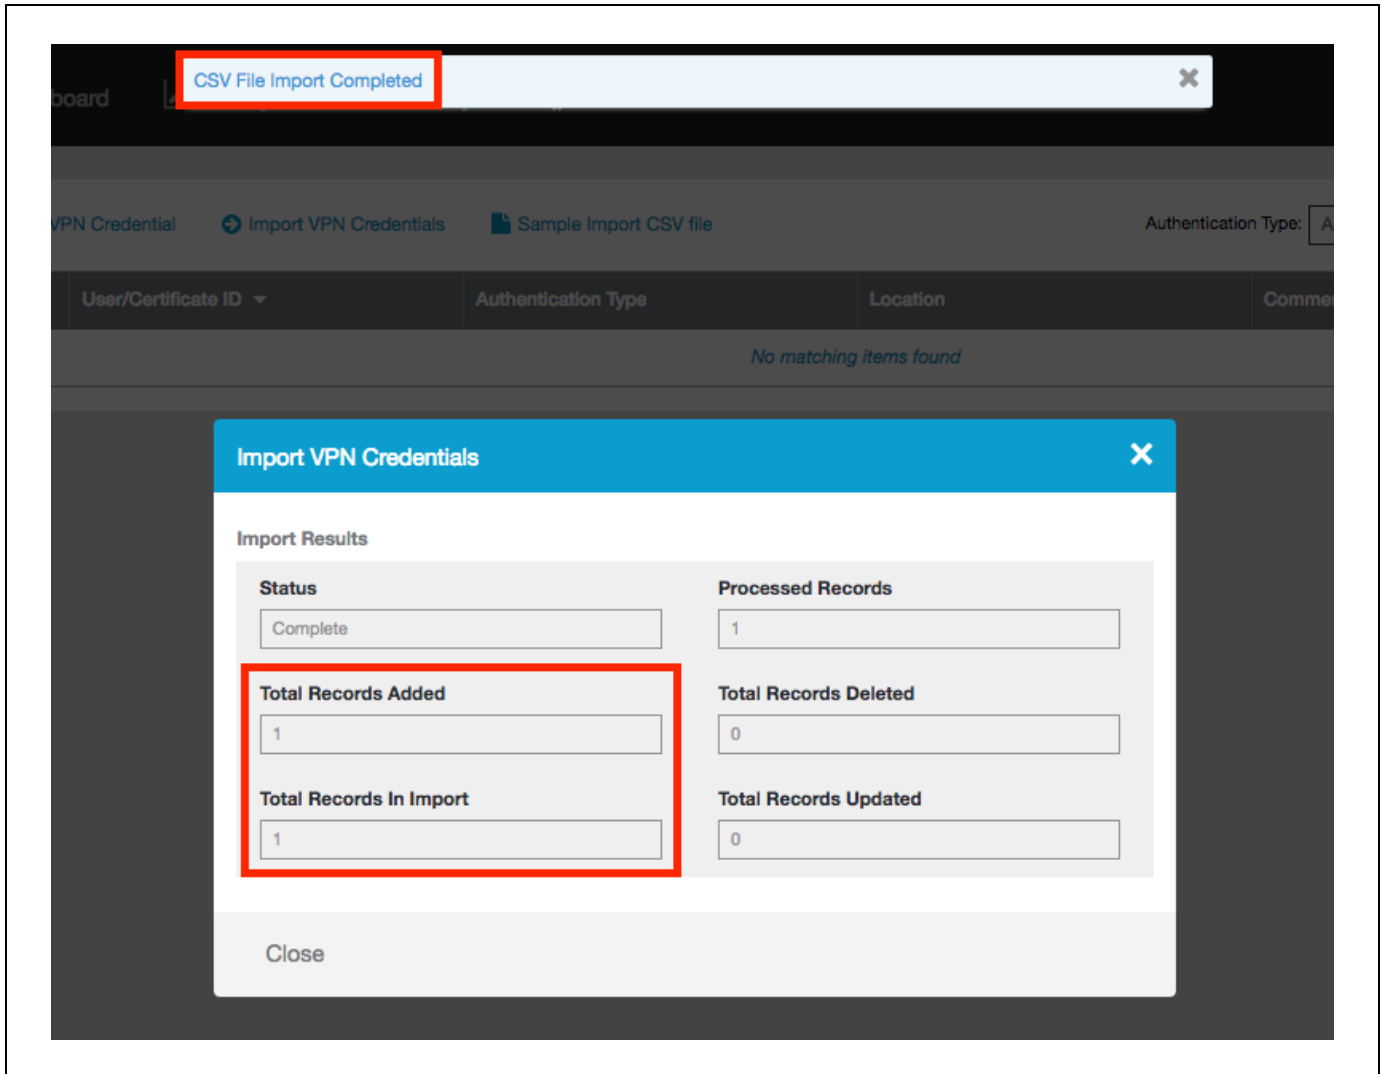 CSV File Import Completed
board
VPN Credential Import VPN Credentials Sample Import CSV file Authentication Type: A
User/Certificate ID Authentication Type Location Comme
No matching items found
Import VPN Credentials
Import Results
Status Processed Records
Complete 1
Total Records Added Total Records Deleted
1 0
Total Records In Import Total Records Updated
1 0
Close